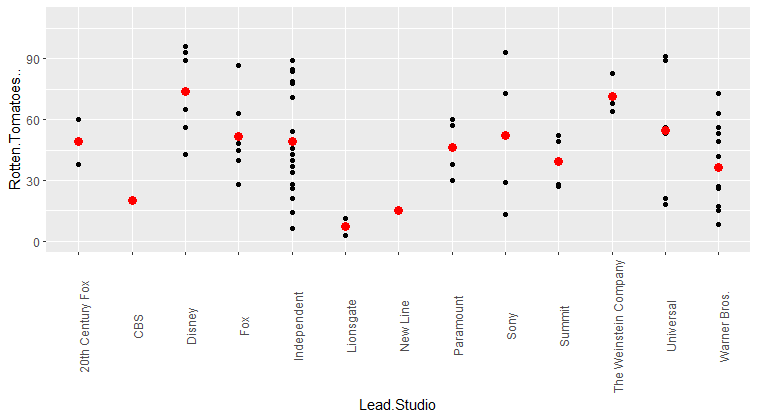 Rotten.Tomatoes..
90
60
30
0
20th Century Fox
CBS
Disney
Fox
Independent
Lionsgate
New Line
Paramount
Sony
Summit
The Weinstein Company
Universal
Warner Bros.
Lead.Studio